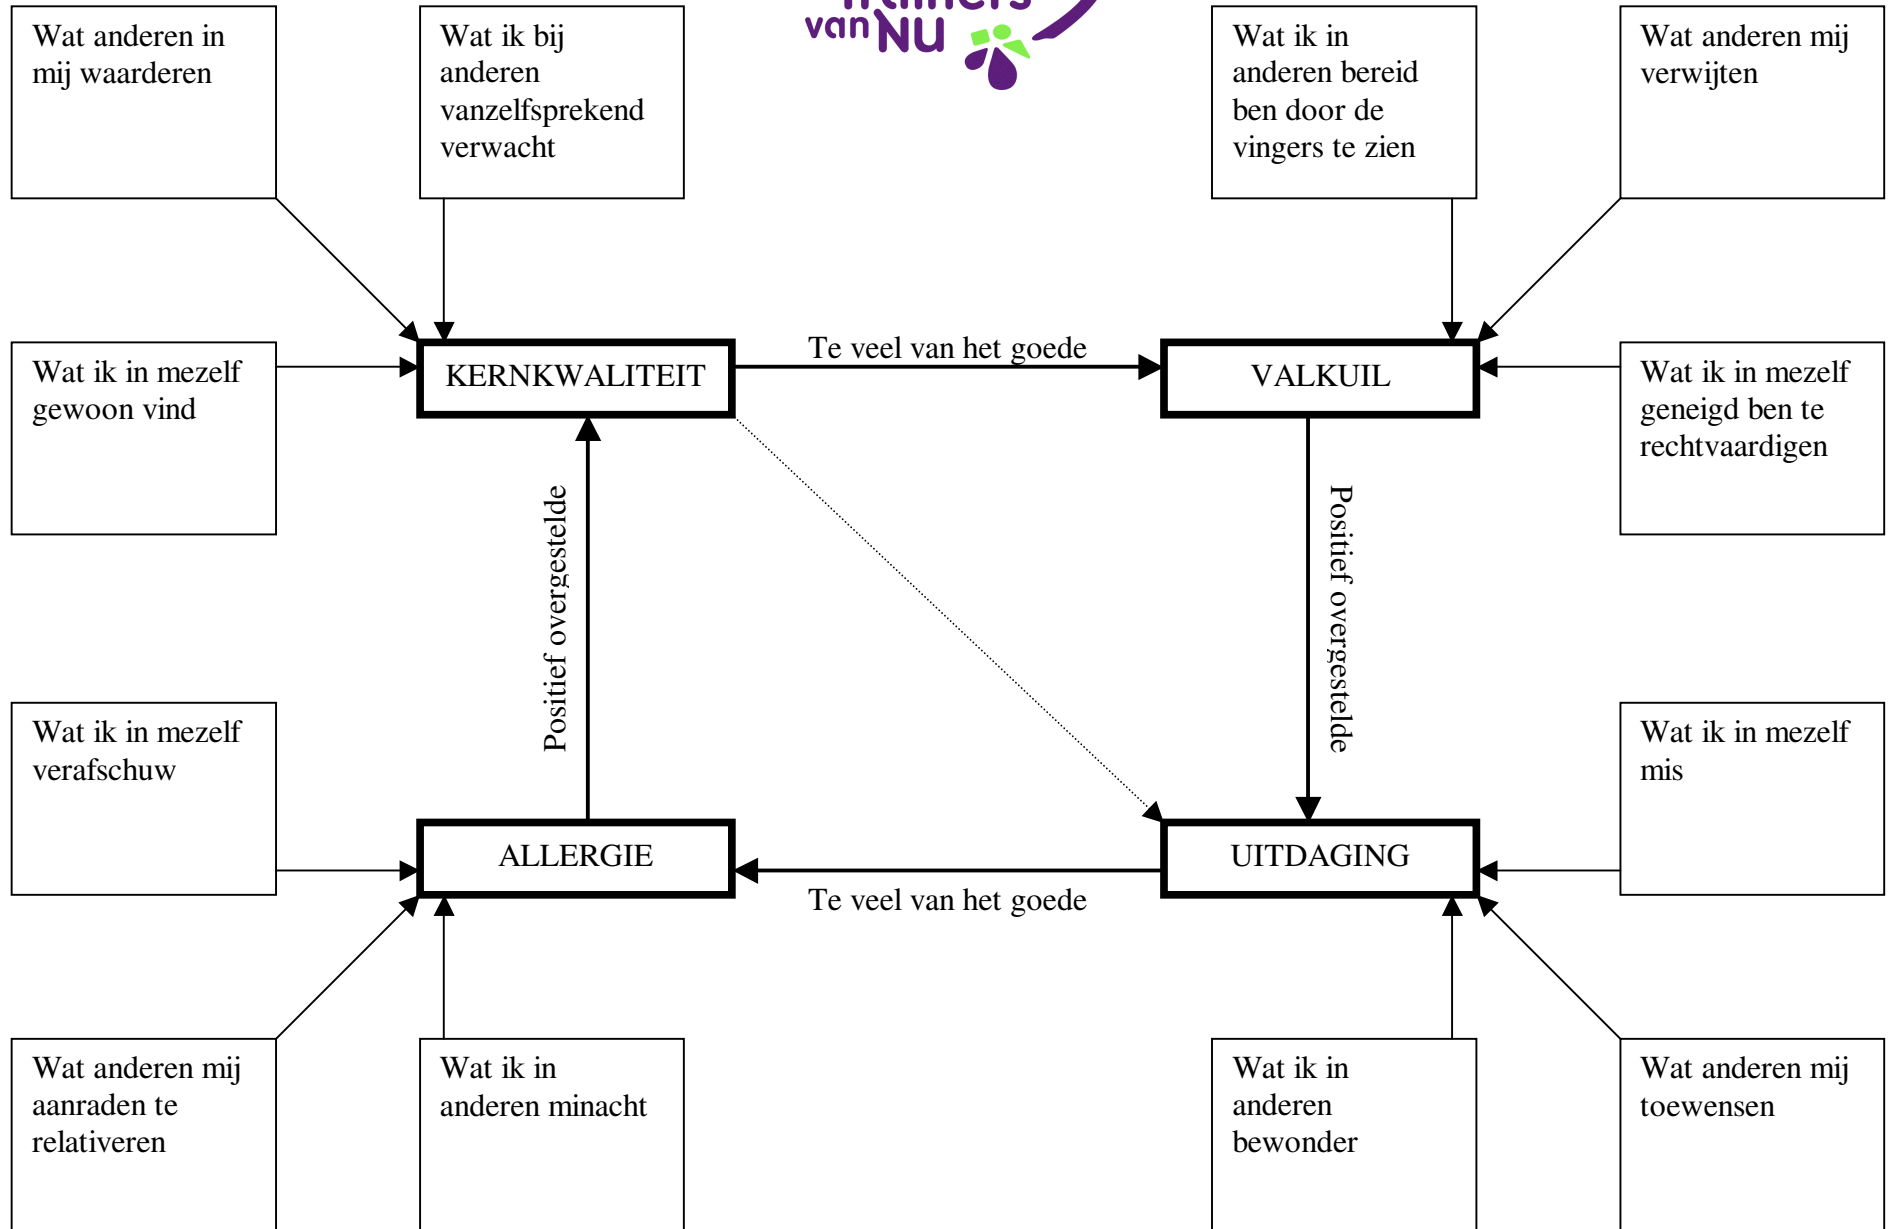 Trainers
van NU
Wat anderen in
mij waarderen
Wat ik bij
anderen
vanzelfsprekend
verwacht
Wat ik in
anderen bereid
ben door de
vingers te zien
Wat anderen mij
verwijten
Wat ik in mezelf
gewoon vind
KERNKWALITEIT
Te veel van het goede
VALKUIL
Wat ik in mezelf
geneigd ben te
rechtvaardigen
Positief overgestelde
Positief overgestelde
Wat ik in mezelf
verafschuw
ALLERGIE
Te veel van het goede
UITDAGING
Wat ik in mezelf
mis
Wat anderen mij
aanraden te
relativeren
Wat ik in
anderen minacht
Wat ik in
anderen
bewonder
Wat anderen mij
toewensen